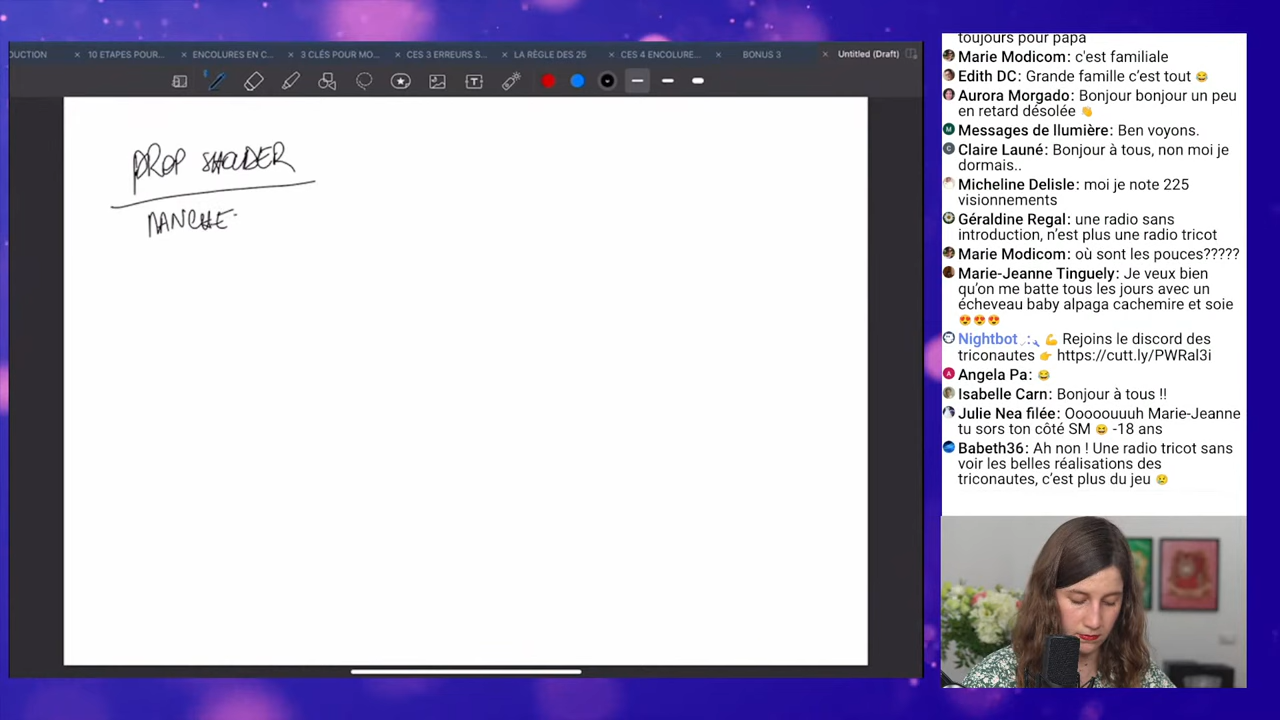 DUCTION × 10 ETAPES POUR... × ENCOLURES EN C... × 3 CLÉS POUR MO... × CES 3 ERREURS S... × LA RÈGLE DES 25 × CES 4 ENCOLURE... × BONUS 3 × Untitled (Draft)
DROP SHOUDER
MANCHE
toujours pour papa
Marie Modicom: c'est familiale
Edith DC: Grande famille c’est tout 😂
Aurora Morgado: Bonjour bonjour un peu
en retard désolée 👋
Messages de llumière: Ben voyons.
Claire Launé: Bonjour à tous, non moi je
dormais..
Micheline Delisle: moi je note 225
visionnements
Géraldine Regal: une radio sans
introduction, n’est plus une radio tricot
Marie Modicom: où sont les pouces?????
Marie-Jeanne Tinguely: Je veux bien
qu’on me batte tous les jours avec un
écheveau baby alpaga cachemire et soie
😍😍😍
Nightbot : 💪 Rejoins le discord des
triconautes 👉 https://cutt.ly/PWRal3i
Angela Pa: 😂
Isabelle Carn: Bonjour à tous !!
Julie Nea filée: Ooooouuuh Marie-Jeanne
tu sors ton côté SM 😄 -18 ans
Babeth36: Ah non ! Une radio tricot sans
voir les belles réalisations des
triconautes, c’est plus du jeu 😢